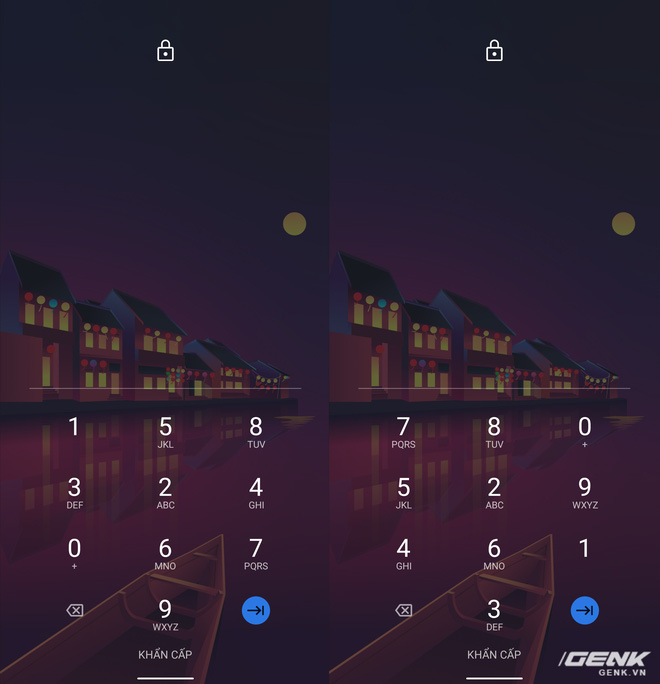 1 5 8
JKL TUV
3 2 4
DEF ABC GHI
0 6 7
+ MNO PQRS
9
WXYZ
KHẨN CẤP
7 8 0
PQRS TUV +
5 2 9
JKL ABC WXYZ
4 6 1
GHI MNO
3
DEF
KHẨN CẤP
GENK
GENK.VN